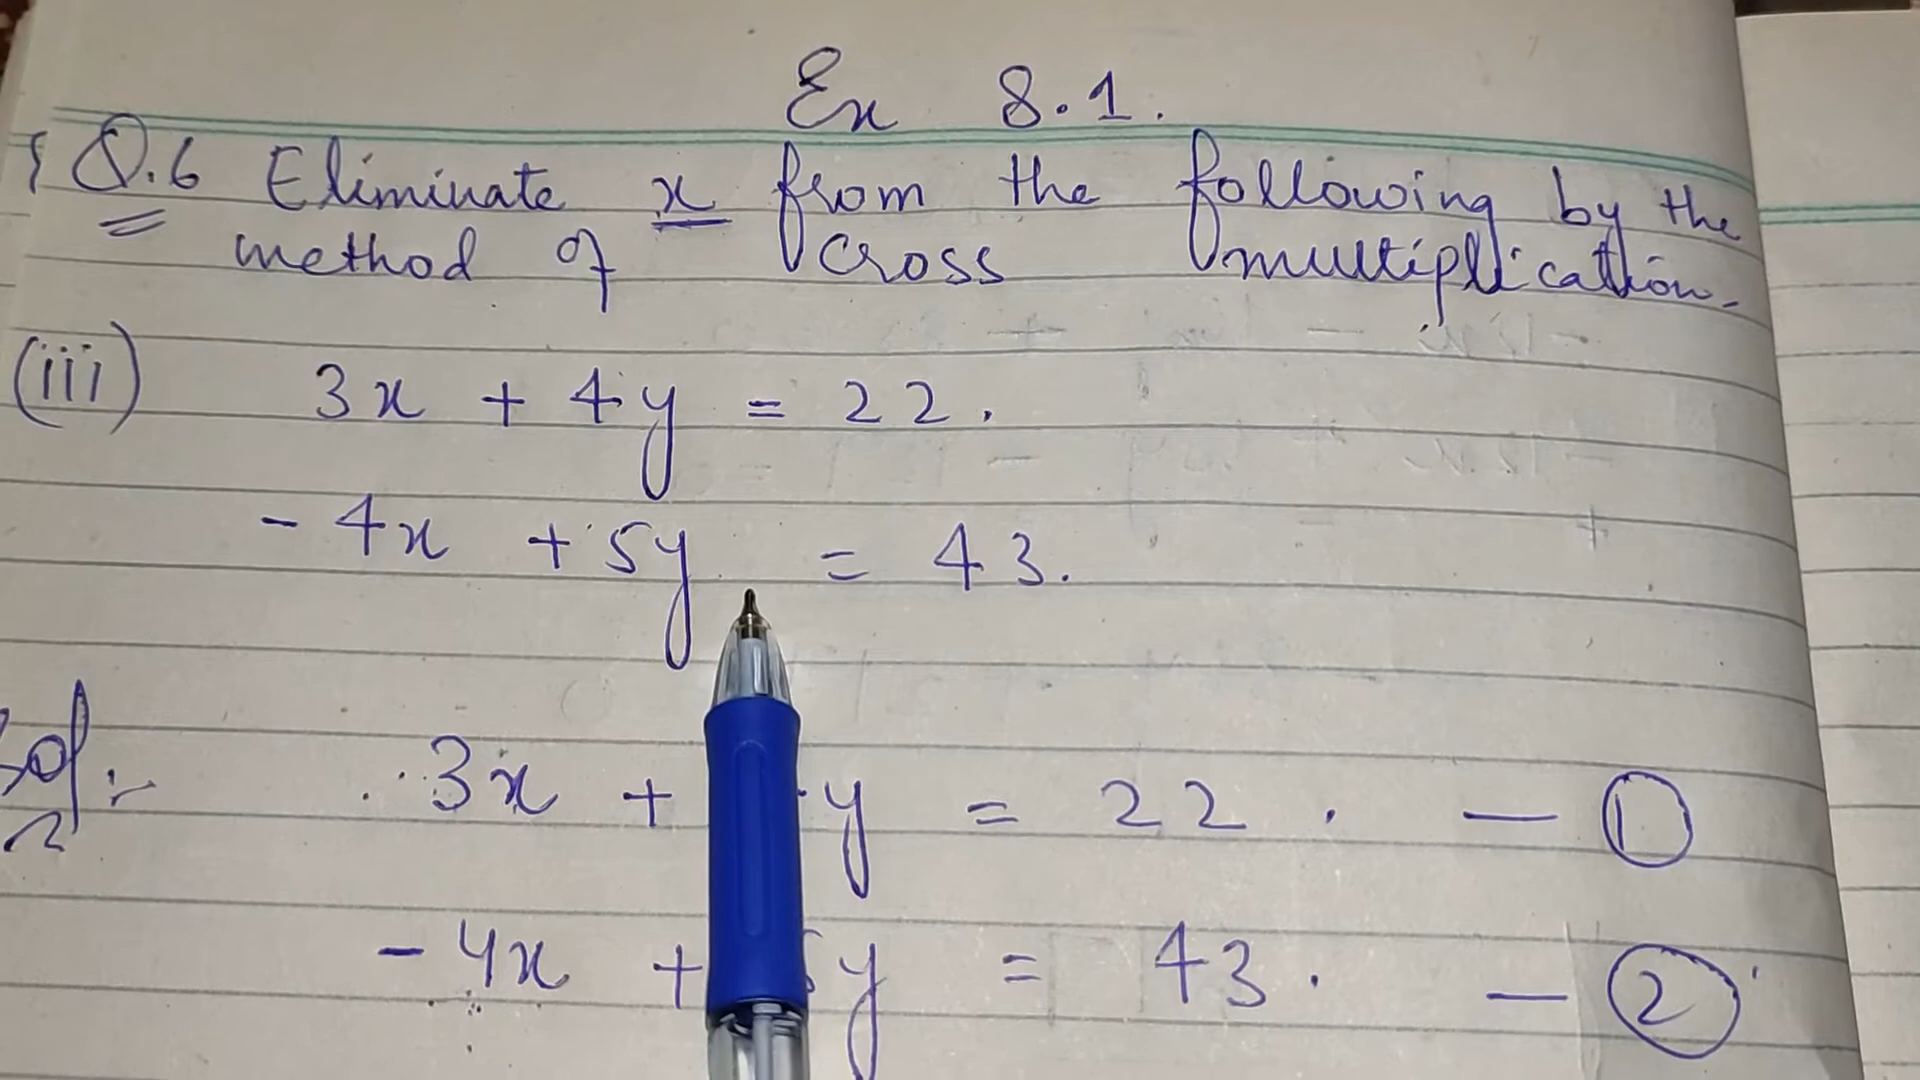 Ex 8.1.
Q.6 Eliminate x from the following by the
method of cross multiplication.
(iii) 3x + 4y = 22.
- 4x + 5y = 43.
Sol:- 3x + y = 22. — ①
- 4x + 5y = 43. — ②